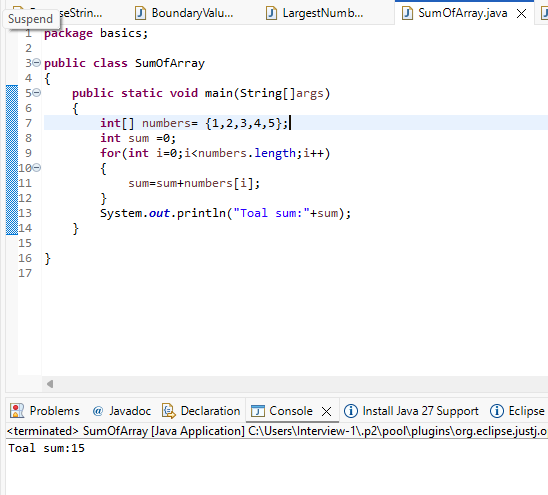 Suspend
seStrin...
BoundaryValu...
LargestNumb...
SumOfArray.java
1 package basics;
2
3 public class SumOfArray
4 {
5 public static void main(String[]args)
6 {
7 int[] numbers= {1,2,3,4,5};
8 int sum =0;
9 for(int i=0;i<numbers.length;i++)
10 {
11 sum=sum+numbers[i];
12 }
13 System.out.println("Toal sum:"+sum);
14 }
15
16 }
17
Problems @ Javadoc Declaration Console Install Java 27 Support Eclipse
<terminated> SumOfArray [Java Application] C:\Users\Interview-1\.p2\pool\plugins\org.eclipse.justj.o
Toal sum:15